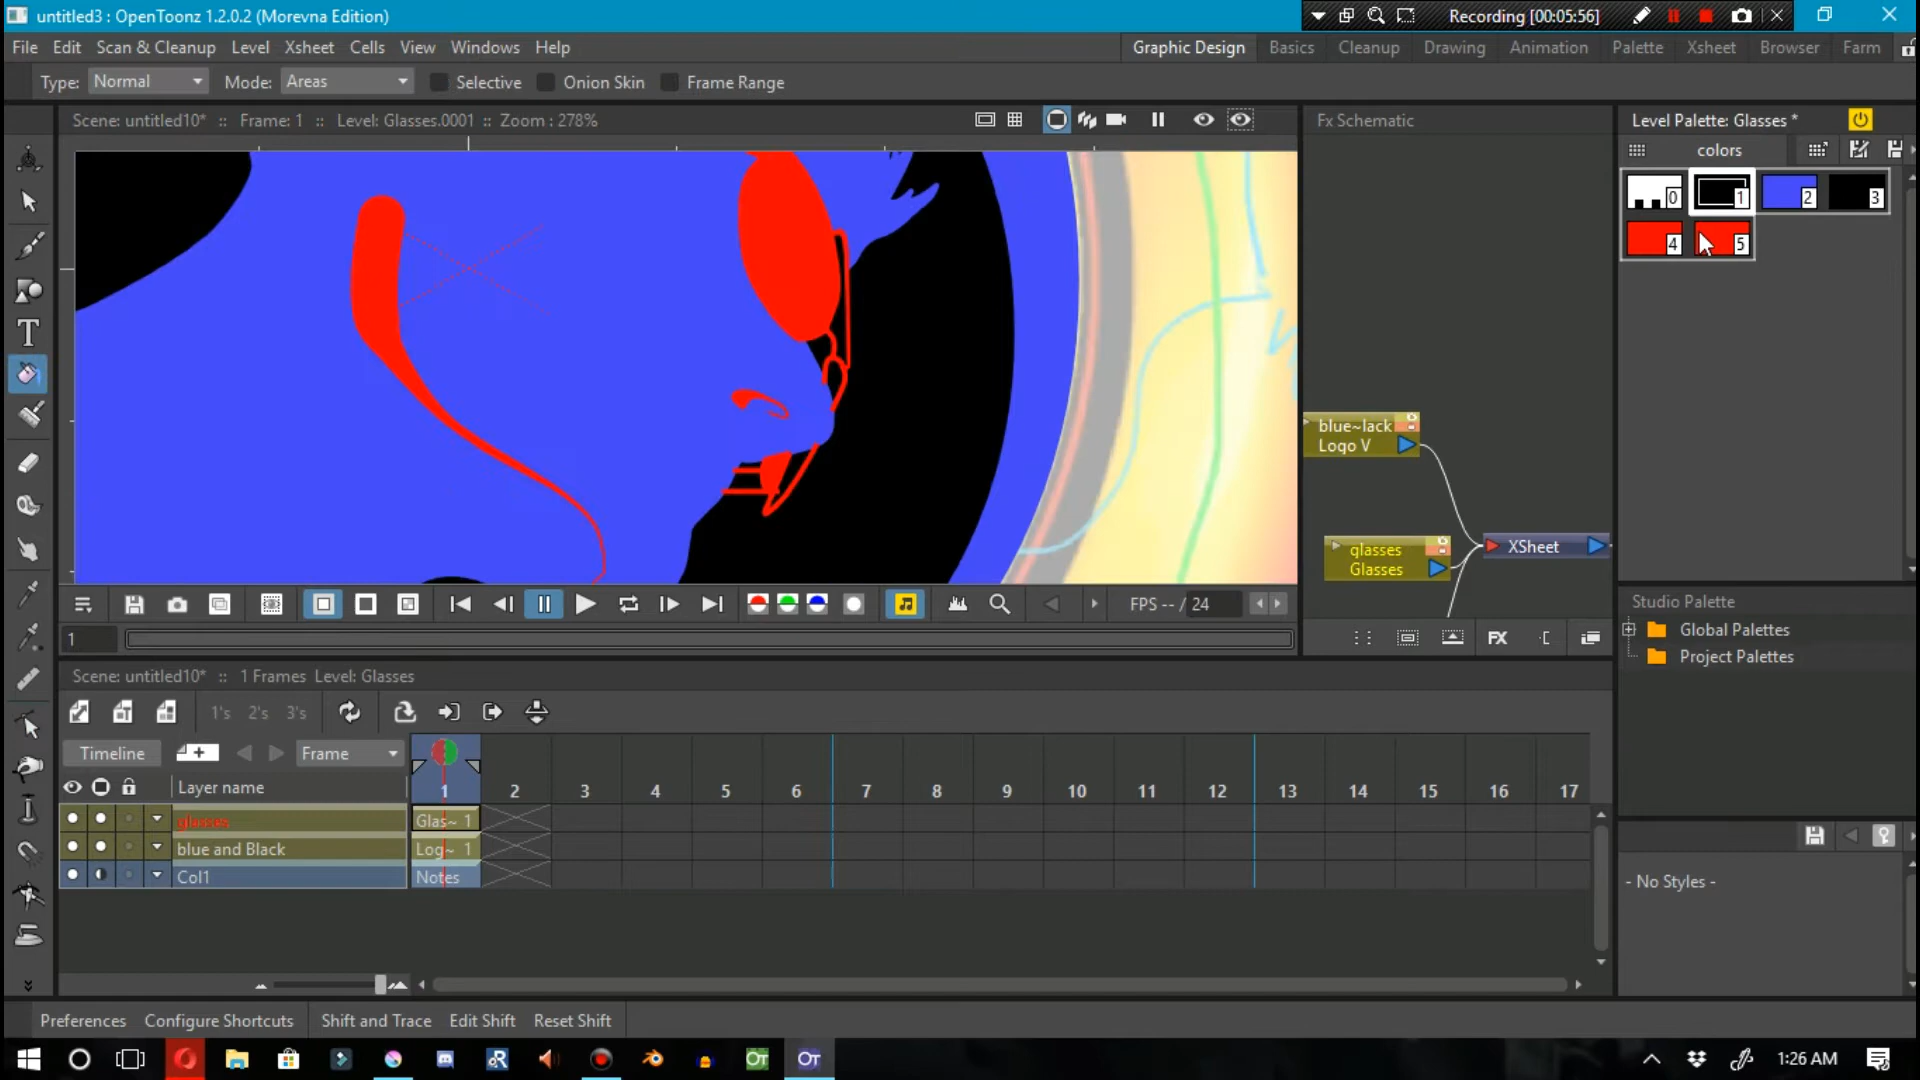 untitled3 : OpenToonz 1.2.0.2 (Morevna Edition)
Recording [00:05:56]
File Edit Scan & Cleanup Level Xsheet Cells View Windows Help
Graphic Design Basics Cleanup Drawing Animation Palette Xsheet Browser Farm
Type: Normal Mode: Areas Selective Onion Skin Frame Range
Scene: untitled10* :: Frame: 1 :: Level: Glasses.0001 :: Zoom : 278%
Fx Schematic
Level Palette: Glasses *
colors
0 1 2 3
4 5
blue~lack
Logo V
glasses
Glasses
XSheet
FPS -- / 24
1
FX
Studio Palette
Global Palettes
Project Palettes
Scene: untitled10* :: 1 Frames Level: Glasses
1's 2's 3's
Timeline
Frame
Layer name
1 2 3 4 5 6 7 8 9 10 11 12 13 14 15 16 17
glasses
Glas~ 1
blue and Black
Log~ 1
Col1
Notes
- No Styles -
Preferences Configure Shortcuts Shift and Trace Edit Shift Reset Shift
OT
OT
1:26 AM